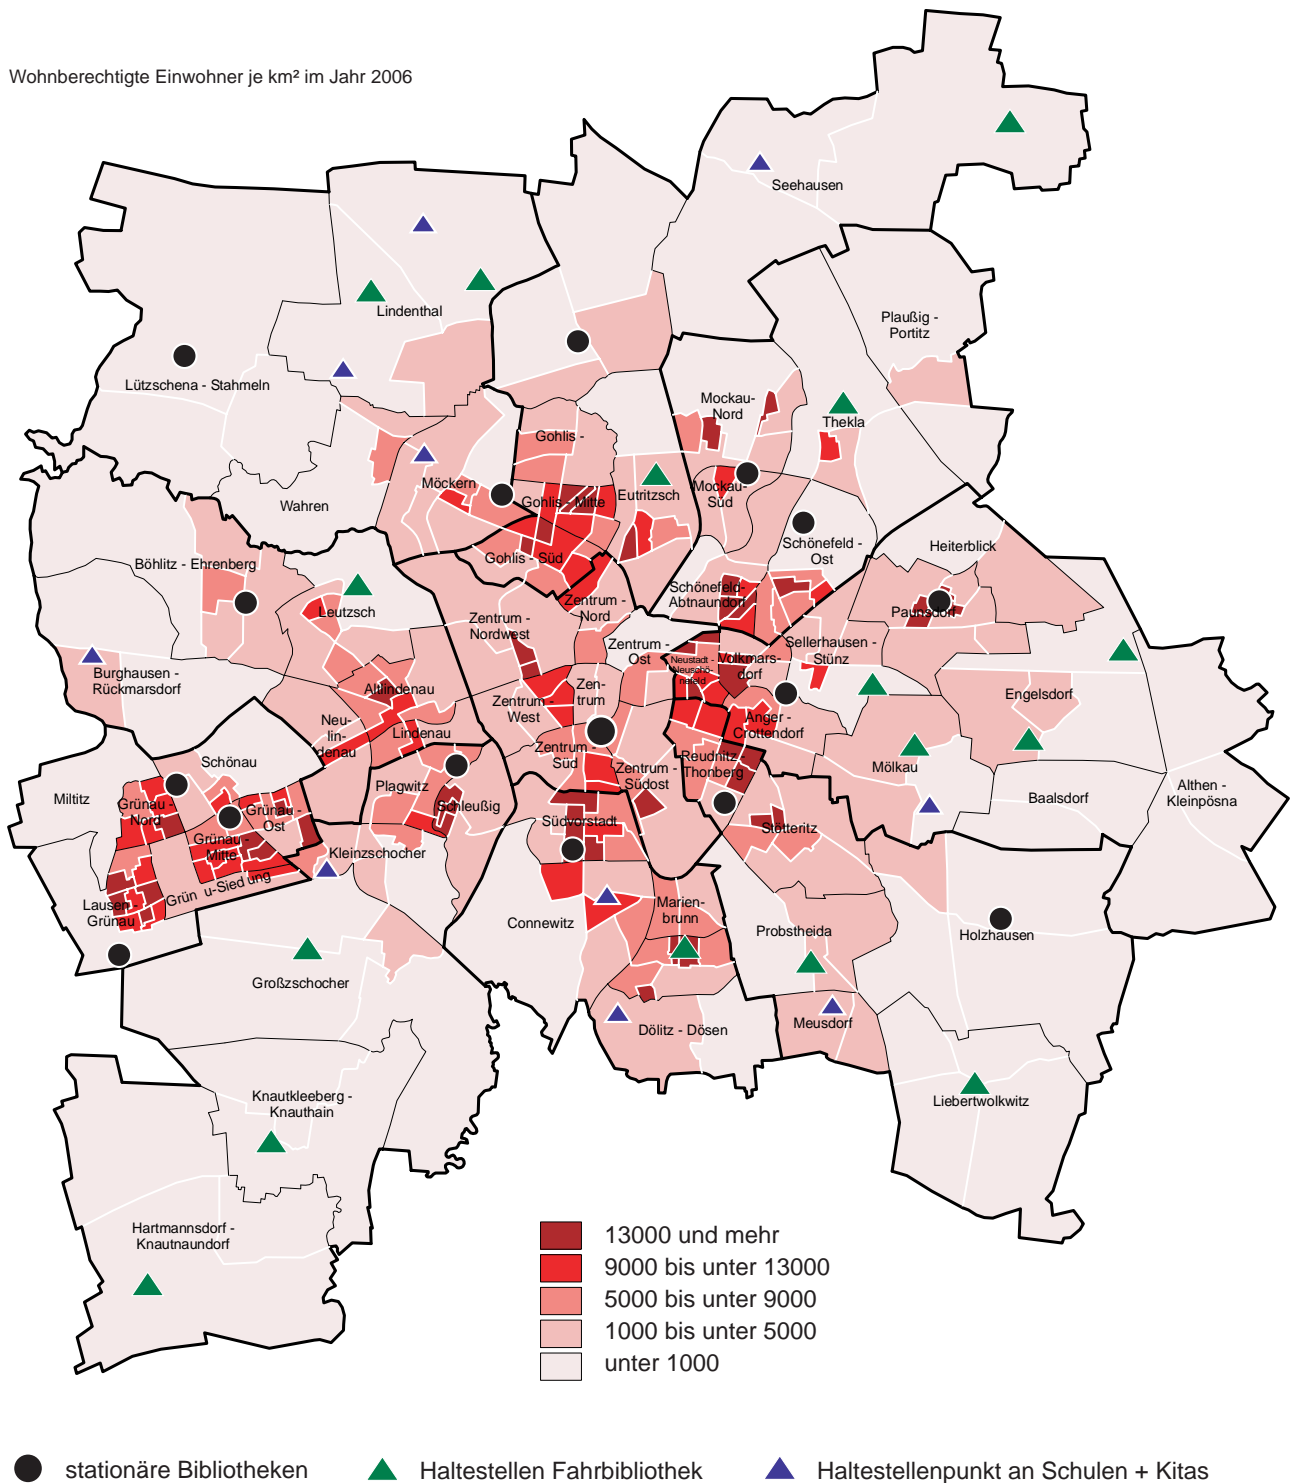 Wohnberechtigte Einwohner je km² im Jahr 2006
Seehausen
Lindenthal
Plaußig -
Portitz
Lützschena - Stahmeln
Mockau-
Nord
Thekla
Gohlis -
Möckern
Gohlis - Mitte
Eutritzsch
Mockau-
Süd
Wahren
Schönefeld -
Ost
Heiterblick
Böhlitz - Ehrenberg
Gohlis - Süd
Leutzsch
Schönefeld-
Abtnaundorf
Paunsdorf
Zentrum -
Nord
Zentrum -
Nordwest
Zentrum -
Ost
Sellerhausen -
Stünz
Neustadt -
Neuschö-
nefeld
Volkmars-
dorf
Burghausen -
Rückmarsdorf
Altlindenau
Zen-
trum
Engelsdorf
Zentrum -
West
Neu-
lin-
denau
Lindenau
Anger -
Crottendorf
Zentrum -
Süd
Reudnitz -
Thonberg
Schönau
Zentrum -
Südost
Mölkau
Plagwitz
Miltitz
Grünau -
Nord
Schleußig
Baalsdorf
Althen -
Kleinpösna
Grünau -
Ost
Südvorstadt
Stötteritz
Grünau -
Mitte
Kleinzschocher
Grün u-Siedlung
Lausen -
Grünau
Connewitz
Marien-
brunn
Probstheida
Holzhausen
Großzschocher
Dölitz - Dösen
Meusdorf
Knautkleeberg -
Knauthain
Liebertwolkwitz
Hartmannsdorf -
Knautnaundorf
13000 und mehr
9000 bis unter 13000
5000 bis unter 9000
1000 bis unter 5000
unter 1000
stationäre Bibliotheken
Haltestellen Fahrbibliothek
Haltestellenpunkt an Schulen + Kitas